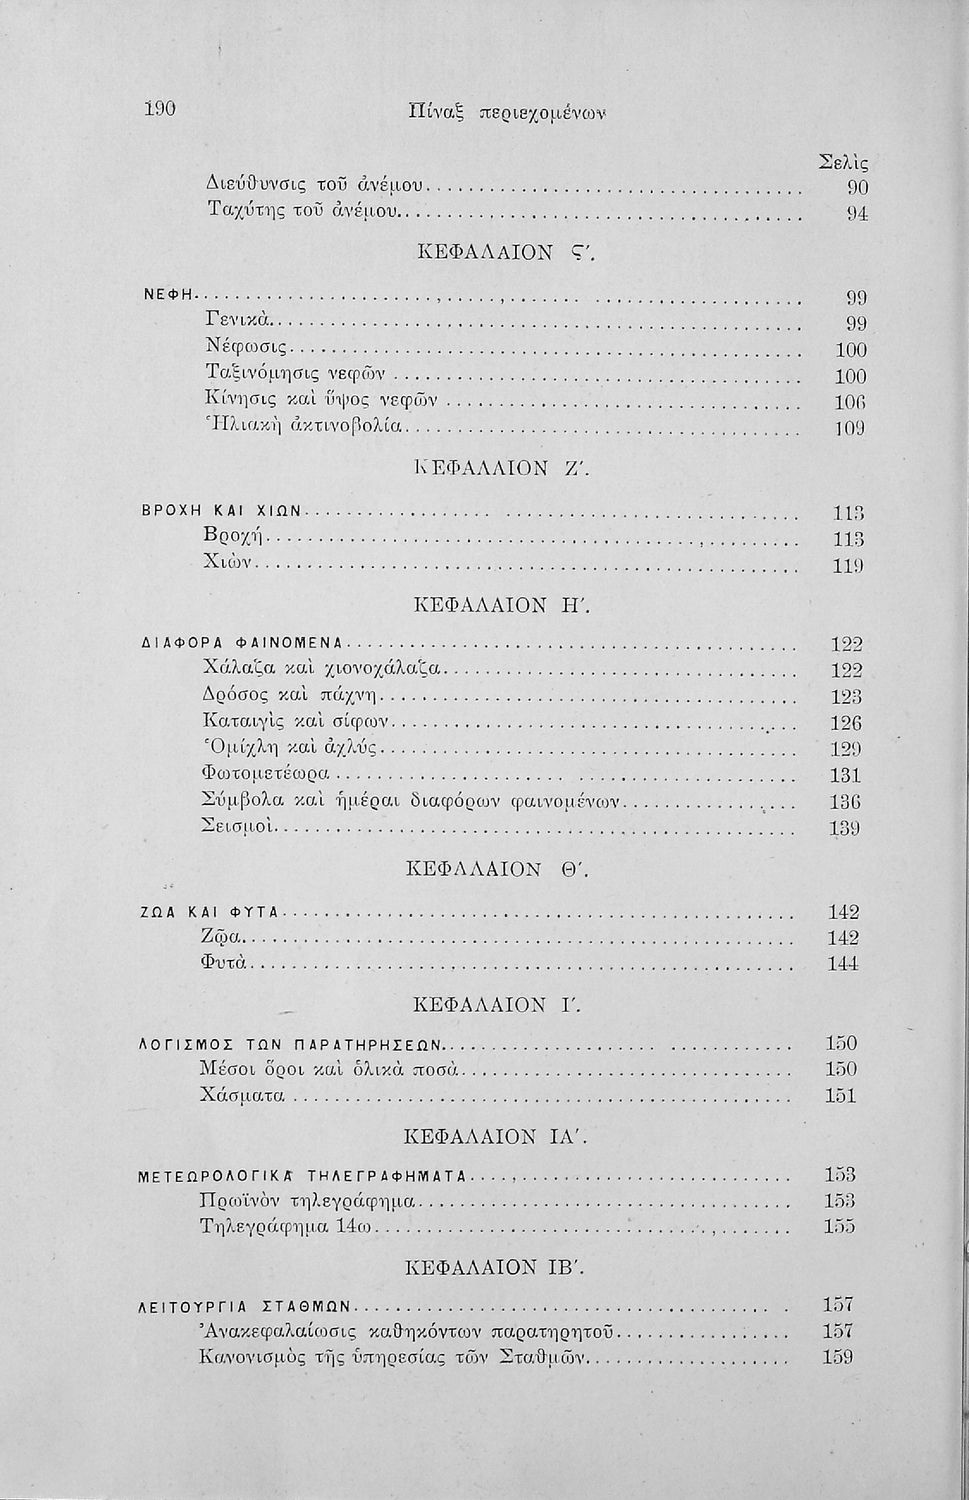 190 Πίναξ περιεχομένων
Σελὶς
Διεύθυνσις τοῦ ἀνέμου 90
Ταχύτης τοῦ ἀνέμου 94
ΚΕΦΑΛΑΙΟΝ Ϛ'.
ΝΕΦΗ 99
Γενικὰ 99
Νέφωσις 100
Ταξινόμησις νεφῶν 100
Κίνησις καὶ ὕψος νεφῶν 106
Ἡλιακὴ ἀκτινοβολία 109
ΚΕΦΑΛΑΙΟΝ Ζ'.
ΒΡΟΧΗ ΚΑΙ ΧΙΩΝ 113
Βροχή 113
Χιὼν 119
ΚΕΦΑΛΑΙΟΝ Η'.
ΔΙΑΦΟΡΑ ΦΑΙΝΟΜΕΝΑ 122
Χάλαζα καὶ χιονοχάλαζα 122
Δρόσος καὶ πάχνη 123
Καταιγὶς καὶ σίφων 126
Ὁμίχλη καὶ ἀχλύς 129
Φωτομετέωρα 131
Σύμβολα καὶ ἡμέραι διαφόρων φαινομένων 136
Σεισμοὶ 139
ΚΕΦΑΛΑΙΟΝ Θ'.
ΖΩΑ ΚΑΙ ΦΥΤΑ 142
Ζῷα 142
Φυτὰ 144
ΚΕΦΑΛΑΙΟΝ Ι'.
ΛΟΓΙΣΜΟΣ ΤΩΝ ΠΑΡΑΤΗΡΗΣΕΩΝ 150
Μέσοι ὅροι καὶ ὁλικὰ ποσὰ 150
Χάσματα 151
ΚΕΦΑΛΑΙΟΝ ΙΑ'.
ΜΕΤΕΩΡΟΛΟΓΙΚΑ ΤΗΛΕΓΡΑΦΗΜΑΤΑ 153
Πρωϊνὸν τηλεγράφημα 153
Τηλεγράφημα 14ω 155
ΚΕΦΑΛΑΙΟΝ ΙΒ'.
ΛΕΙΤΟΥΡΓΙΑ ΣΤΑΘΜΩΝ 157
Ἀνακεφαλαίωσις καθηκόντων παρατηρητοῦ 157
Κανονισμὸς τῆς ὑπηρεσίας τῶν Σταθμῶν 159